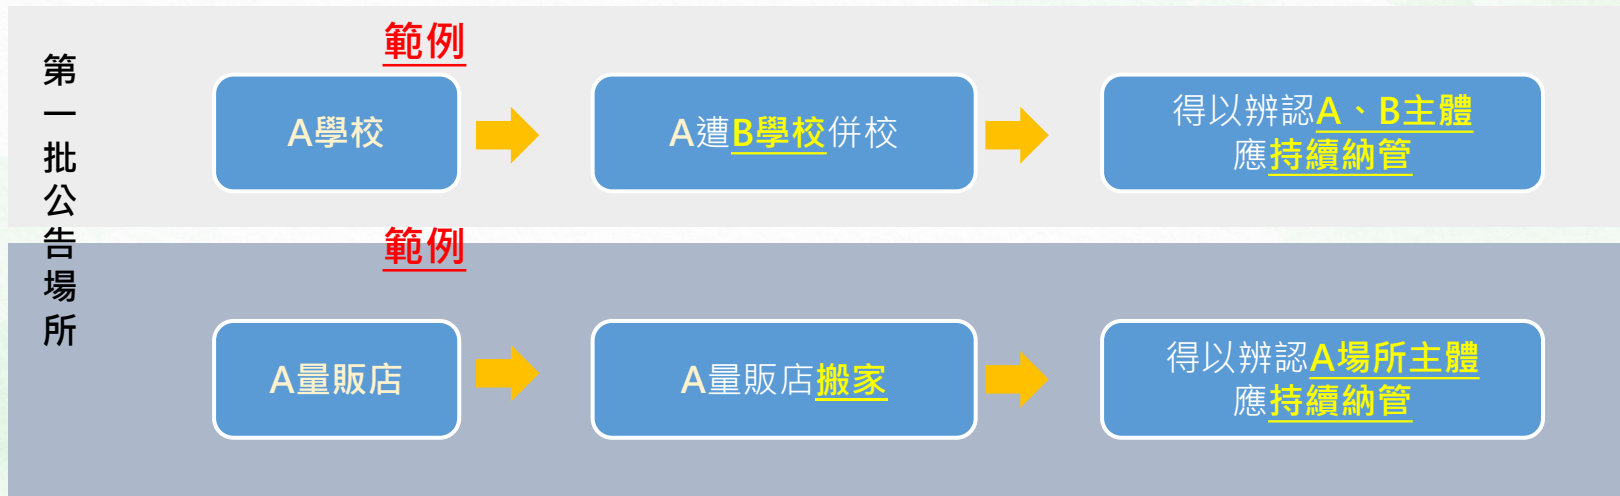 第一批公告場所
範例
A學校
A遭B學校併校
得以辨認A、B主體
應持續納管
範例
A量販店
A量販店搬家
得以辨認A場所主體
應持續納管